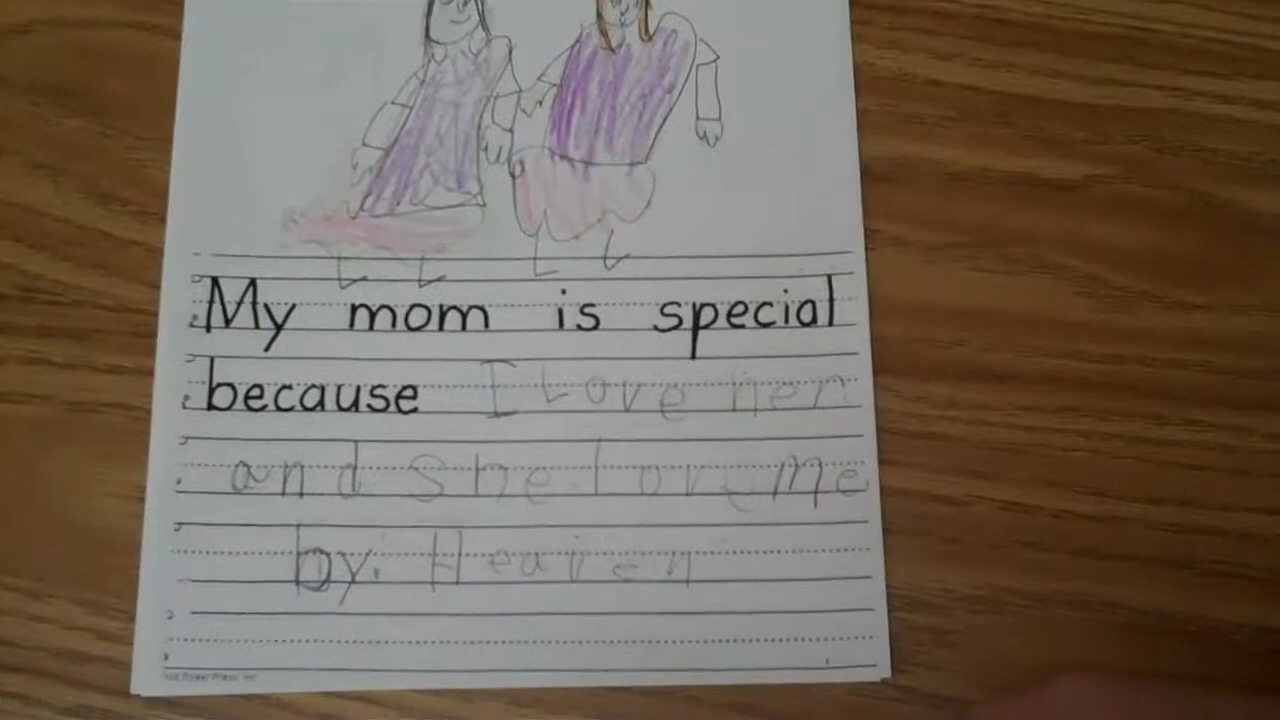 My mom is special
because I Love her
and she love me
by: Heaven